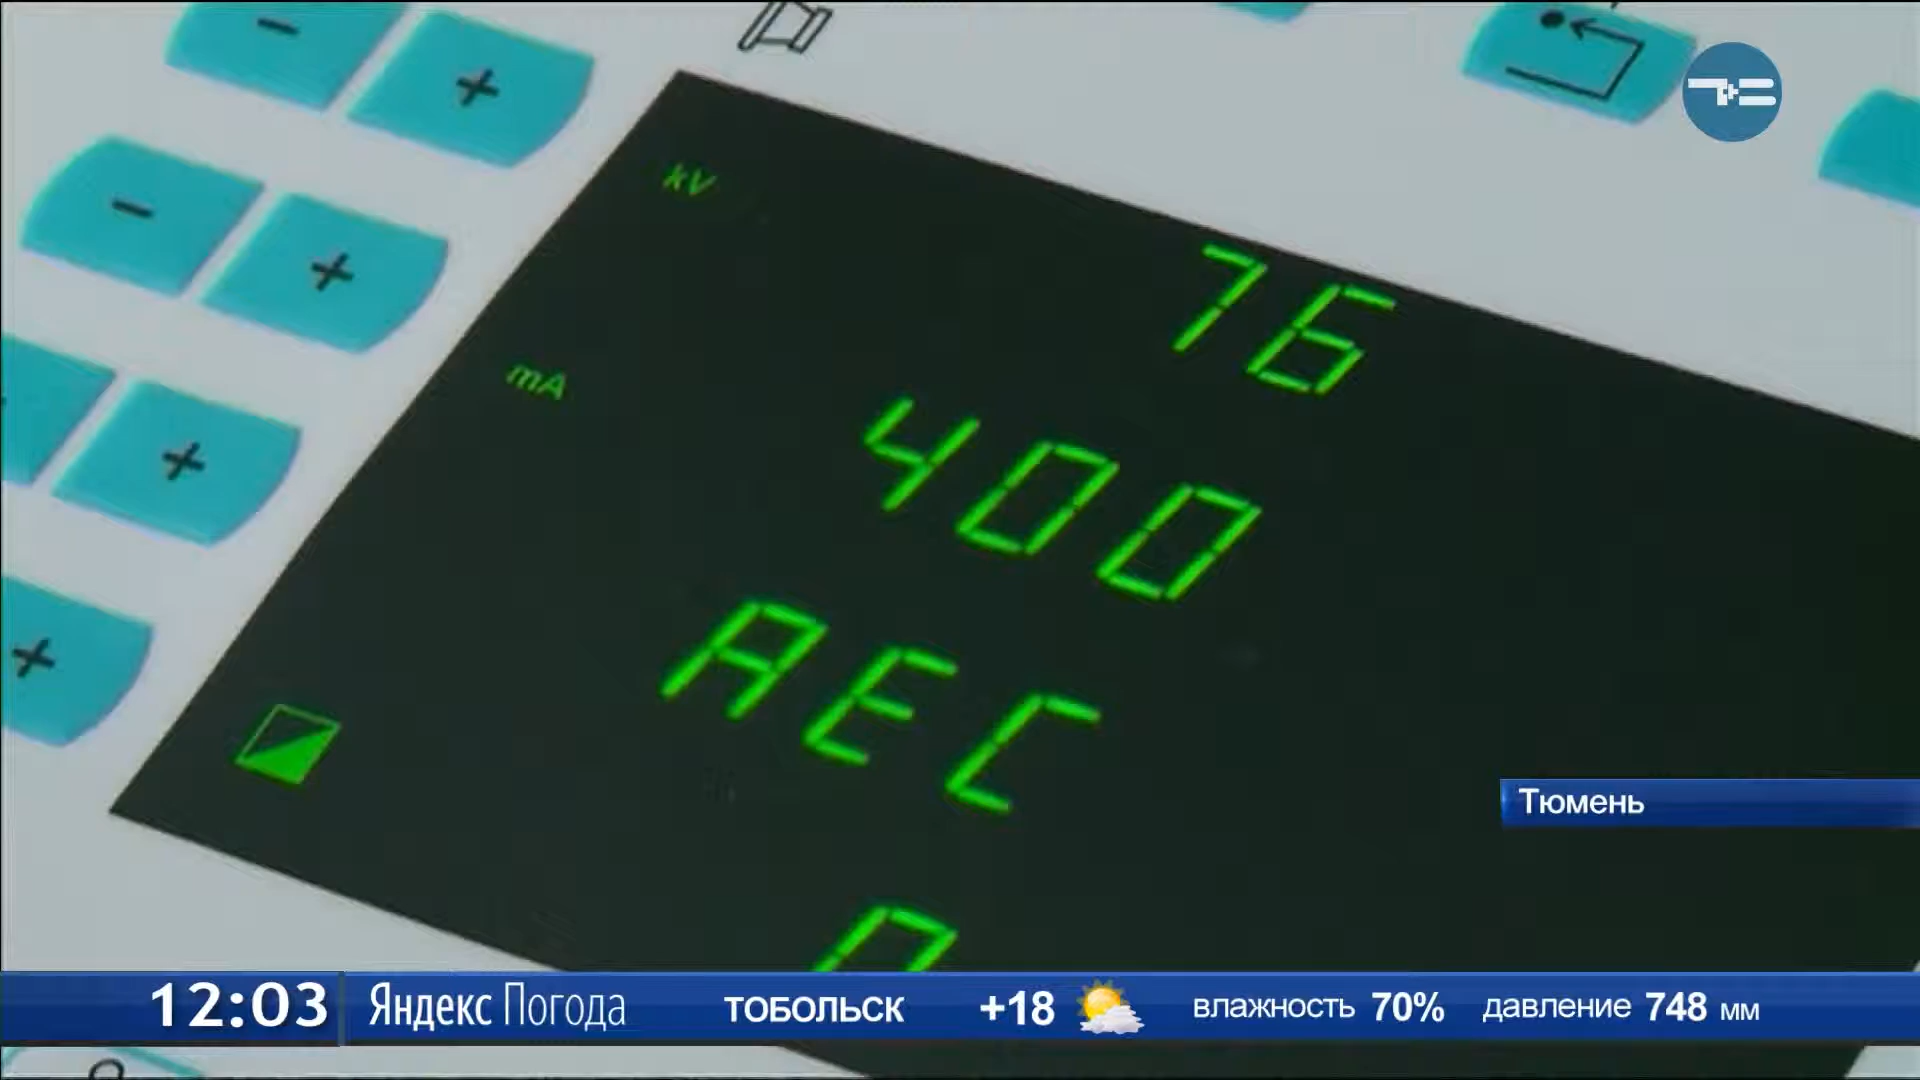 kV
76
mA
400
AEC
Тюмень
12:03 Яндекс Погода ТОБОЛЬСК +18 влажность 70% давление 748 мм